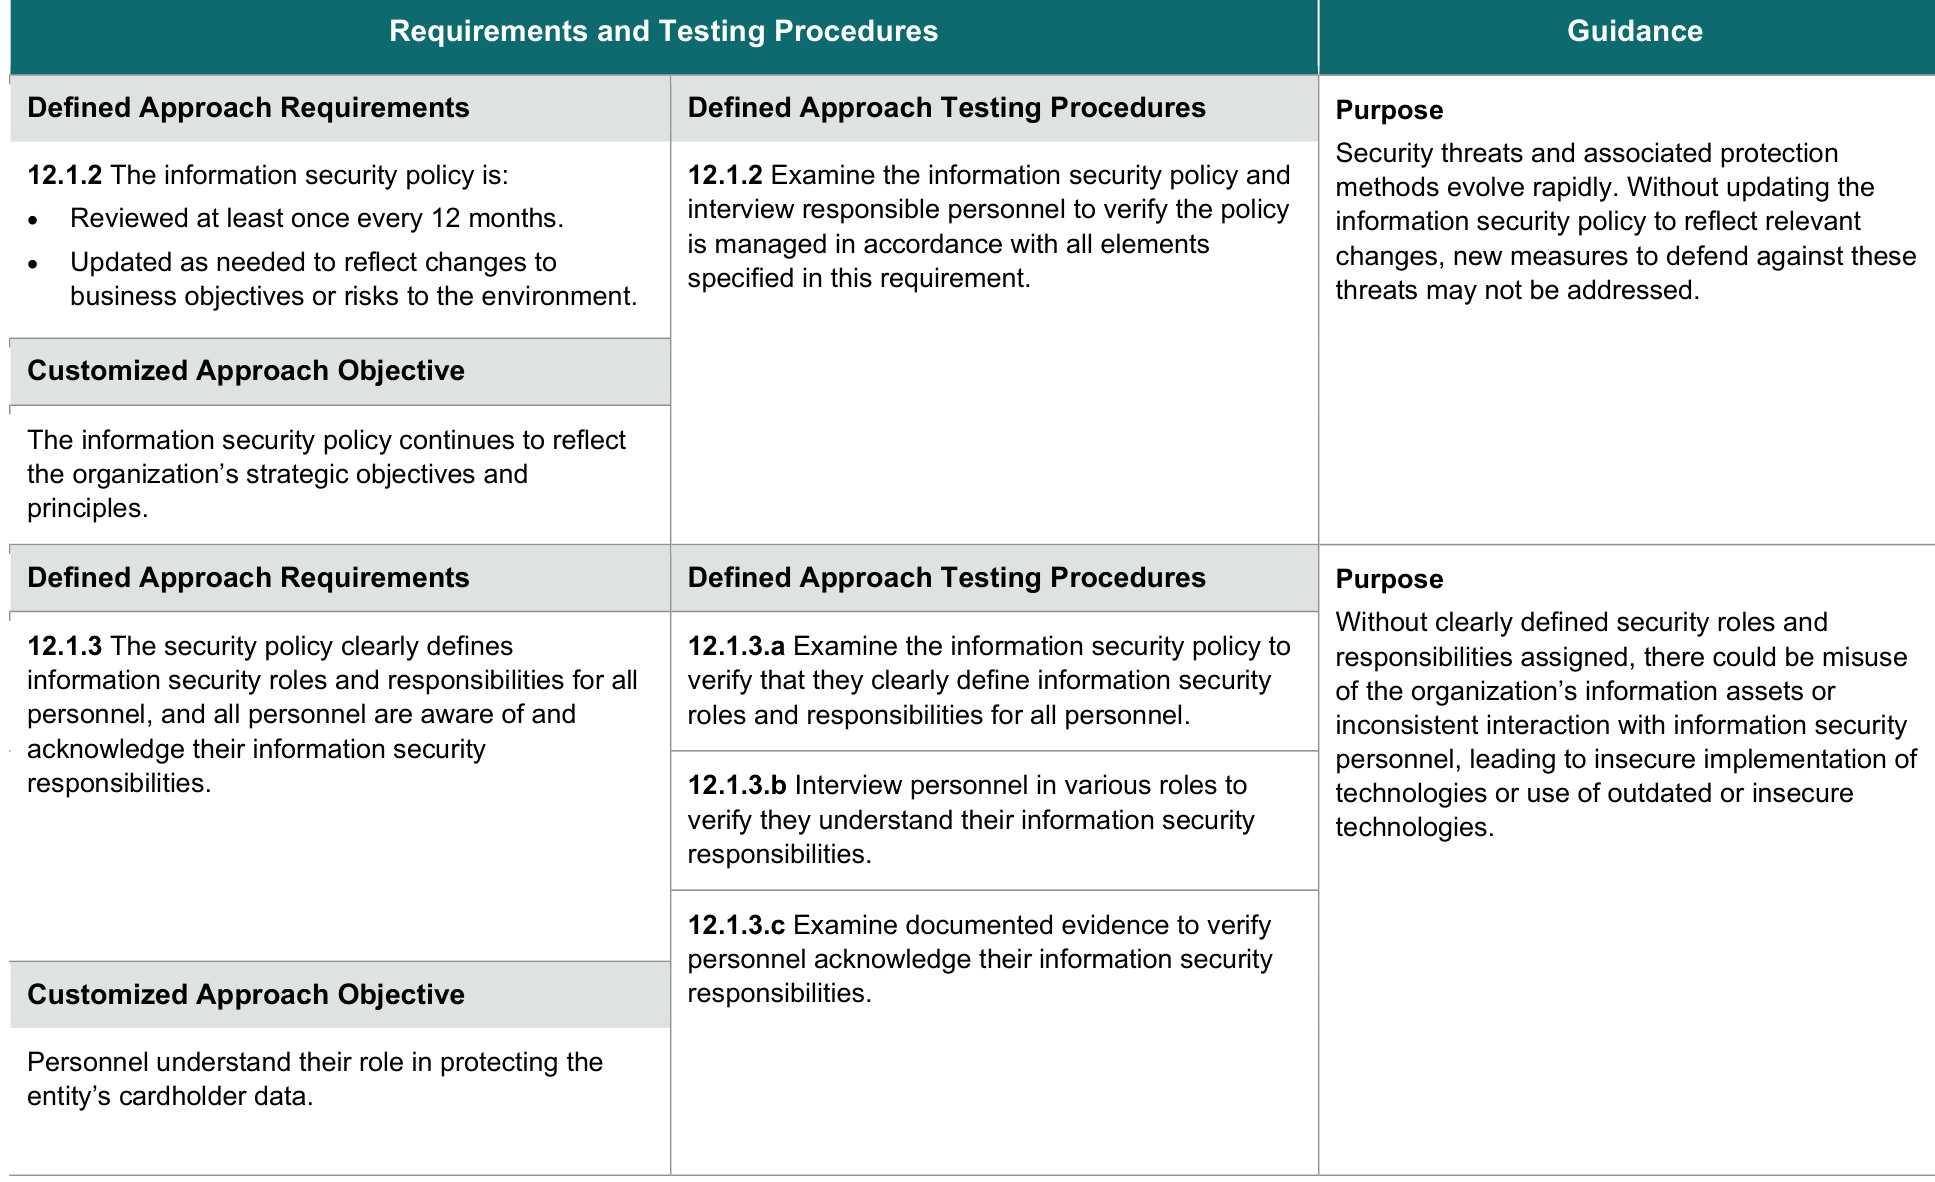 Requirements and Testing Procedures
Guidance
Defined Approach Requirements
12.1.2 The information security policy is:
• Reviewed at least once every 12 months.
• Updated as needed to reflect changes to
business objectives or risks to the environment.
Customized Approach Objective
The information security policy continues to reflect
the organization’s strategic objectives and
principles.
Defined Approach Testing Procedures
12.1.2 Examine the information security policy and
interview responsible personnel to verify the policy
is managed in accordance with all elements
specified in this requirement.
Purpose
Security threats and associated protection
methods evolve rapidly. Without updating the
information security policy to reflect relevant
changes, new measures to defend against these
threats may not be addressed.
Defined Approach Requirements
12.1.3 The security policy clearly defines
information security roles and responsibilities for all
personnel, and all personnel are aware of and
acknowledge their information security
responsibilities.
Customized Approach Objective
Personnel understand their role in protecting the
entity’s cardholder data.
Defined Approach Testing Procedures
12.1.3.a Examine the information security policy to
verify that they clearly define information security
roles and responsibilities for all personnel.
12.1.3.b Interview personnel in various roles to
verify they understand their information security
responsibilities.
12.1.3.c Examine documented evidence to verify
personnel acknowledge their information security
responsibilities.
Purpose
Without clearly defined security roles and
responsibilities assigned, there could be misuse
of the organization’s information assets or
inconsistent interaction with information security
personnel, leading to insecure implementation of
technologies or use of outdated or insecure
technologies.